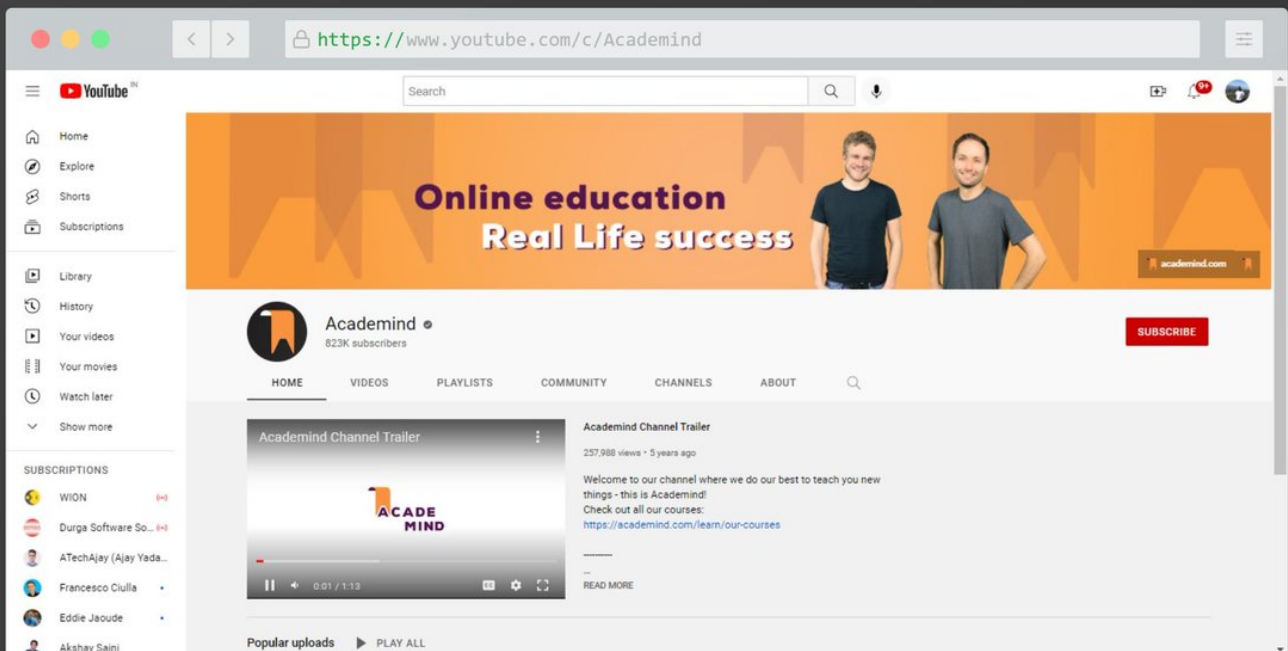 https://www.youtube.com/c/Academind
YouTube IN
Search
9+
Home
Explore
Shorts
Subscriptions
Library
History
Your videos
Your movies
Watch later
Show more
SUBSCRIPTIONS
WION
Durga Software So...
ATechAjay (Ajay Yada...
Francesco Ciulla
Eddie Jaoude
Akshay Saini
Online education
Real Life success
academind.com
Academind
823K subscribers
SUBSCRIBE
HOME VIDEOS PLAYLISTS COMMUNITY CHANNELS ABOUT
Academind Channel Trailer
ACADE
MIND
0:01 / 1:13
CC
Academind Channel Trailer
257,988 views • 5 years ago
Welcome to our channel where we do our best to teach you new
things - this is Academind!
Check out all our courses:
https://academind.com/learn/our-courses
----------
...
READ MORE
Popular uploads PLAY ALL